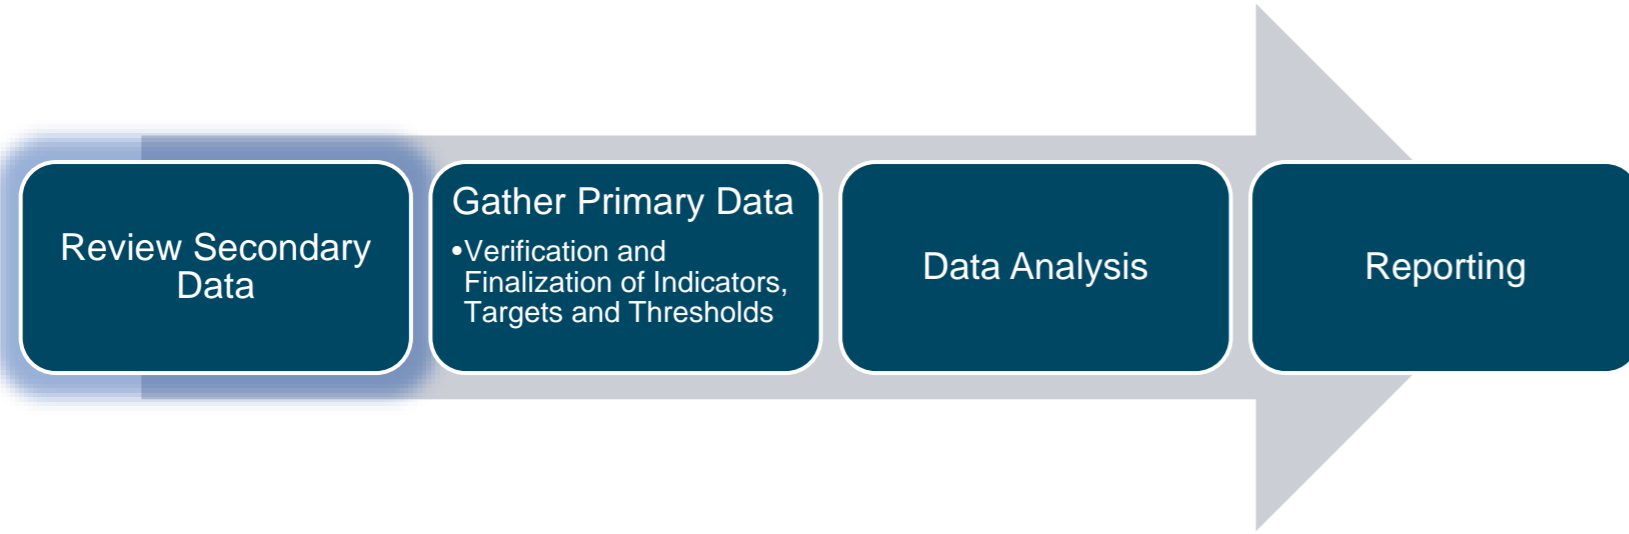 Review Secondary
Data
Gather Primary Data
•Verification and
Finalization of Indicators,
Targets and Thresholds
Data Analysis
Reporting